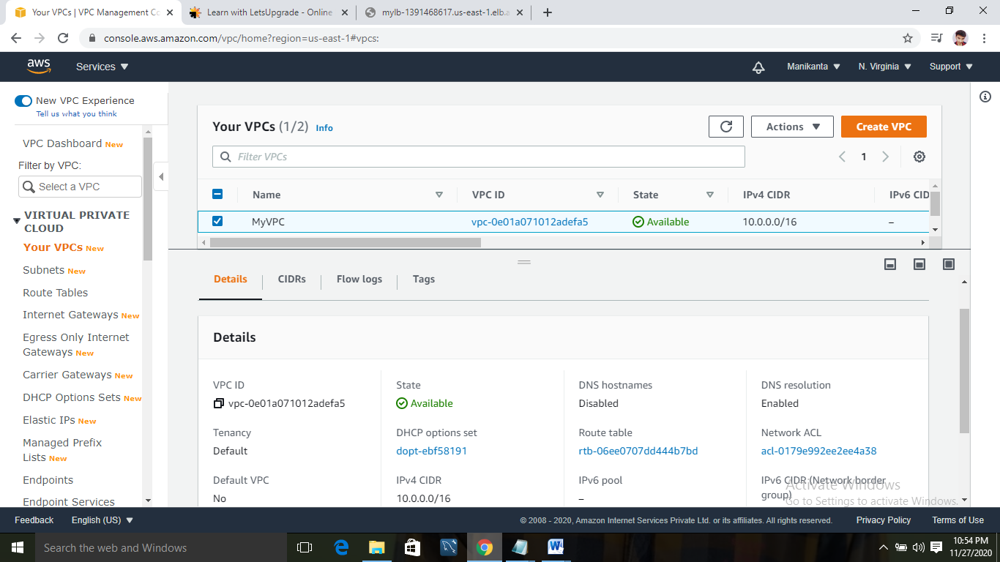 Your VPCs | VPC Management Co
Learn with LetsUpgrade - Online
mylb-1391468617.us-east-1.elb.a
console.aws.amazon.com/vpc/home?region=us-east-1#vpcs:
aws
Services
Manikanta
N. Virginia
Support
New VPC Experience
Tell us what you think
VPC Dashboard New
Filter by VPC:
Select a VPC
VIRTUAL PRIVATE
CLOUD
Your VPCs New
Subnets New
Route Tables
Internet Gateways New
Egress Only Internet
Gateways New
Carrier Gateways New
DHCP Options Sets New
Elastic IPs New
Managed Prefix
Lists New
Endpoints
Endpoint Services
Your VPCs (1/2) Info
Actions
Create VPC
Filter VPCs
1
Name VPC ID State IPv4 CIDR IPv6 CID
MyVPC vpc-0e01a071012adefa5 Available 10.0.0.0/16 –
Details CIDRs Flow logs Tags
Details
VPC ID State DNS hostnames DNS resolution
vpc-0e01a071012adefa5 Available Disabled Enabled
Tenancy DHCP options set Route table Network ACL
Default dopt-ebf58191 rtb-06ee0707dd444b7bd acl-0179e992ee2ee4a38
Default VPC IPv4 CIDR IPv6 pool IPv6 CIDR (Network border
group)
No 10.0.0.0/16 –
Activate Windows
Go to Settings to activate Windows.
Feedback English (US)
© 2008 - 2020, Amazon Internet Services Private Ltd. or its affiliates. All rights reserved. Privacy Policy Terms of Use
Search the web and Windows
10:54 PM
11/27/2020